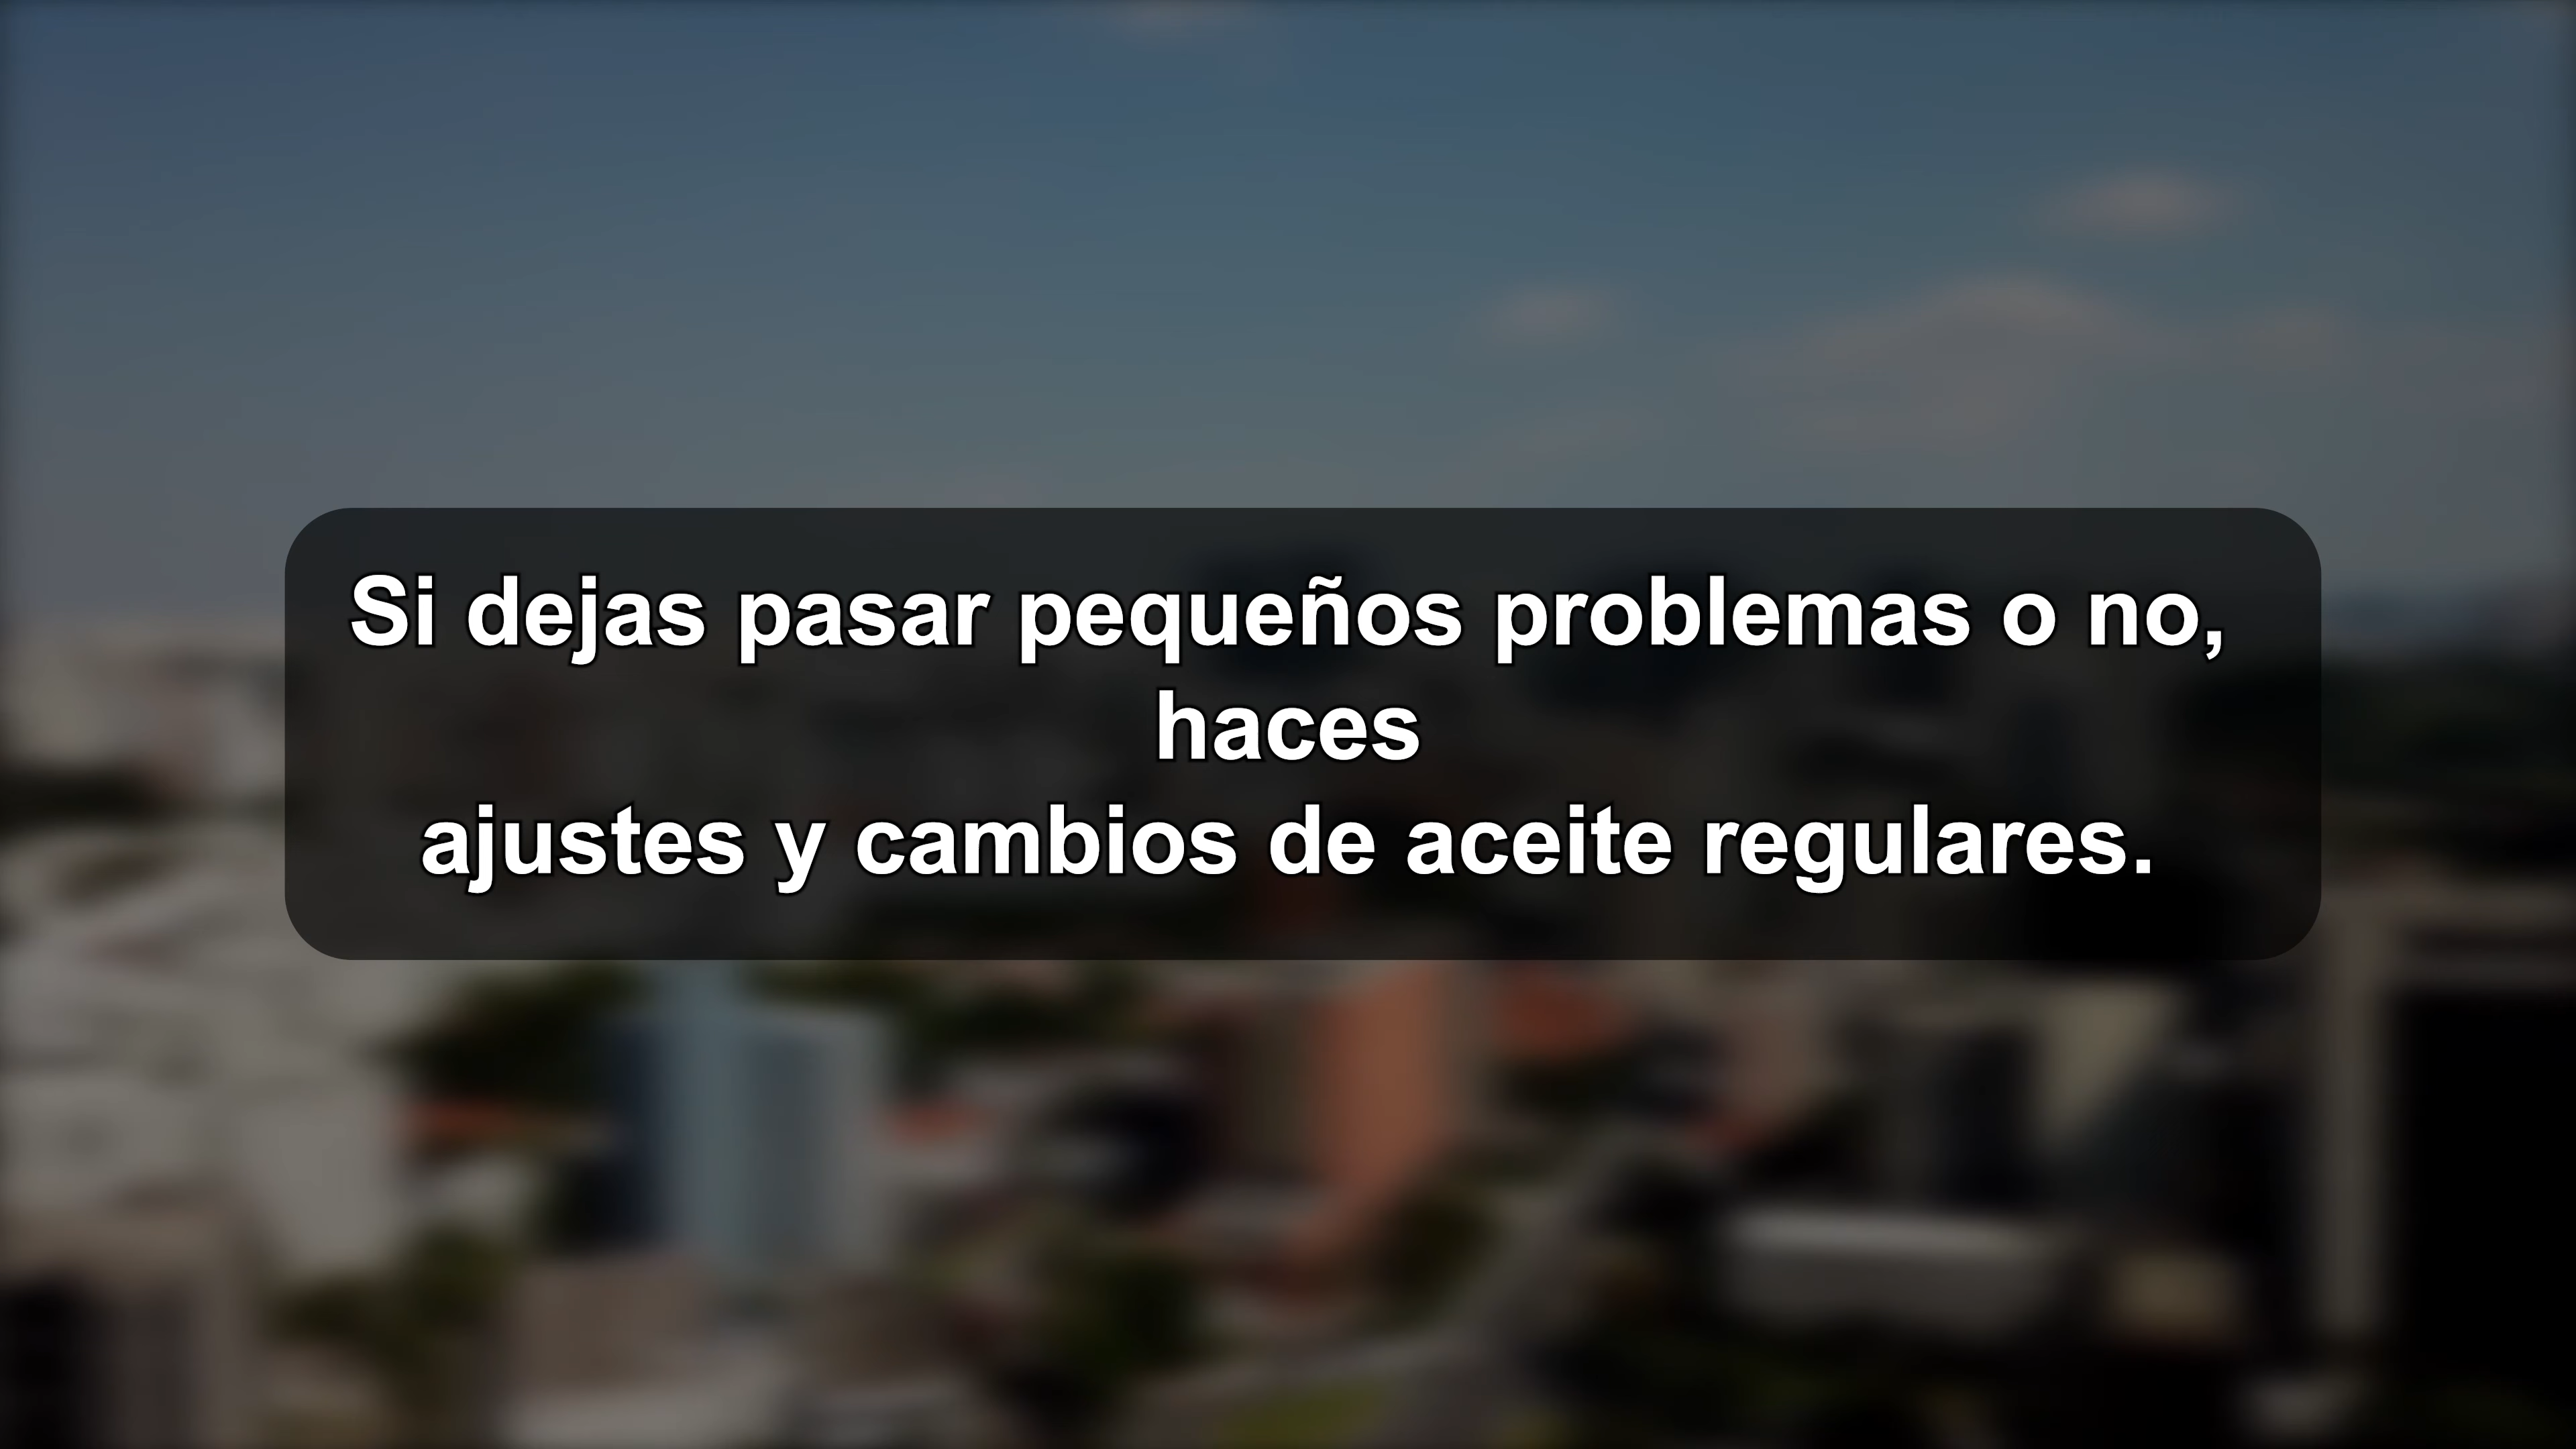 Si dejas pasar pequeños problemas o no,
haces
ajustes y cambios de aceite regulares.